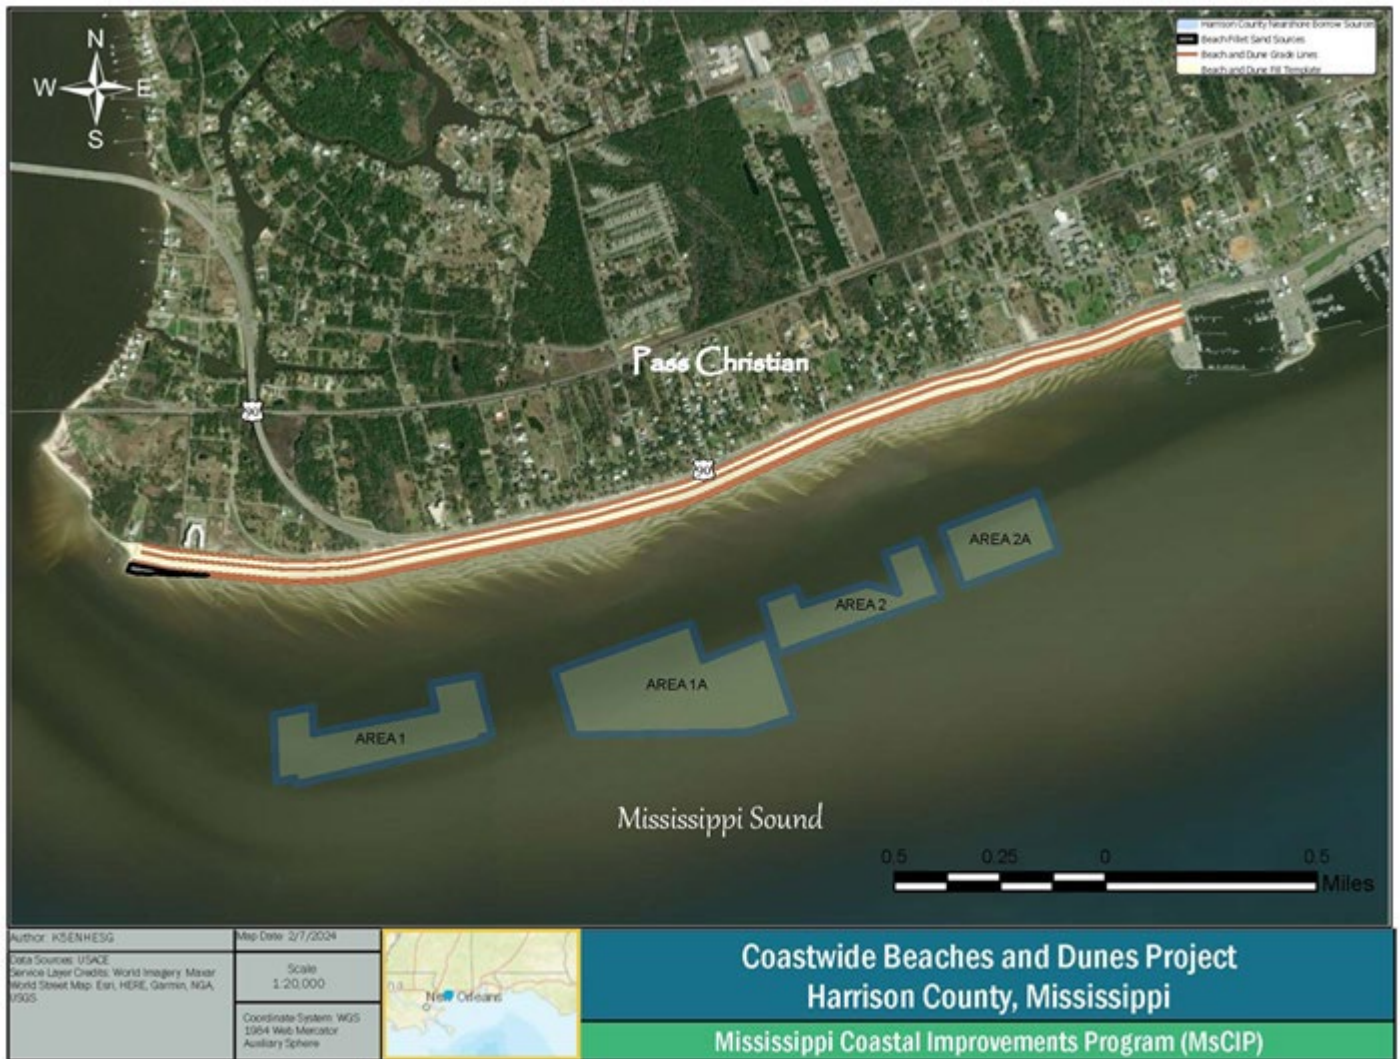 Harrison County Nearshore Borrow Sources
Beach Fillet Sand Sources
Beach and Dune Grade Lines
Beach and Dune Fill Template
N
W E
S
Pass Christian
90
90
AREA 2A
AREA 2
AREA 1A
AREA 1
Mississippi Sound
0.5 0.25 0 0.5
Miles
Author: K5ENHESG
Map Date: 2/7/2024
Data Sources: USACE
Service Layer Credits: World Imagery: Maxar
World Street Map: Esri, HERE, Garmin, NGA,
USGS
Scale
1:20,000
Coordinate System: WGS
1984 Web Mercator
Auxiliary Sphere
New Orleans
Coastwide Beaches and Dunes Project
Harrison County, Mississippi
Mississippi Coastal Improvements Program (MsCIP)